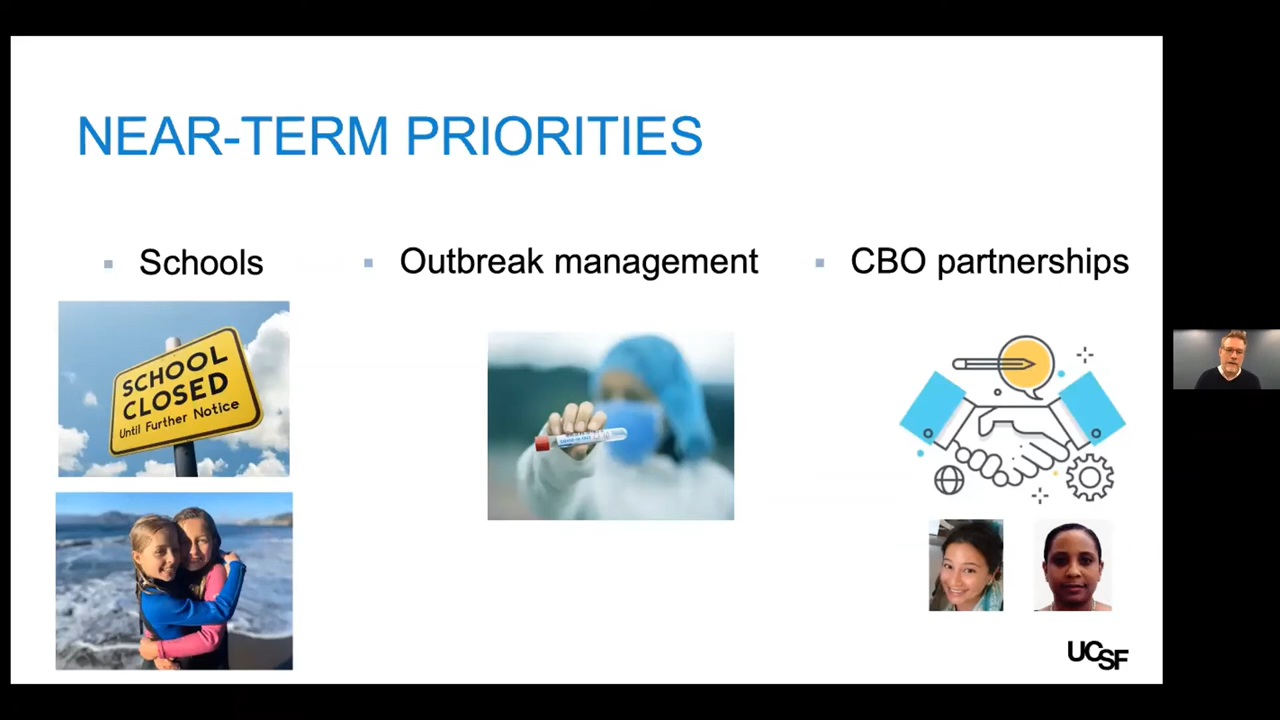 NEAR-TERM PRIORITIES
Schools
Outbreak management
CBO partnerships
SCHOOL
CLOSED
Until Further Notice
UCSF